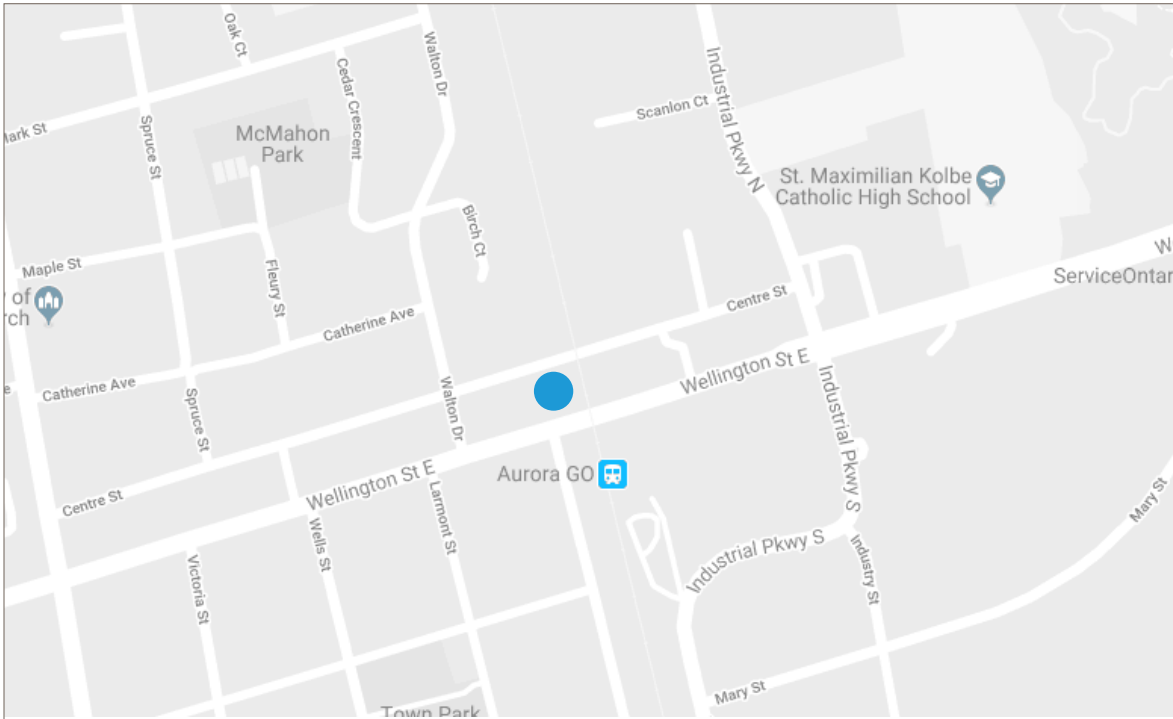 Oak Ct
Walton Dr
Industrial Pkwy N
Cedar Crescent
Scanlon Ct
Mark St
Spruce St
McMahon
Park
St. Maximilian Kolbe
Catholic High School
Birch Ct
W
Maple St
Fleury St
ServiceOntar
y of
rch
Centre St
Catherine Ave
Wellington St E
Catherine Ave
Spruce St
Walton Dr
Industrial Pkwy S
Aurora GO
Wellington St E
Centre St
Larmont St
Mary St
Wells St
Industrial Pkwy S
Victoria St
Industry St
Mary St
Town Park